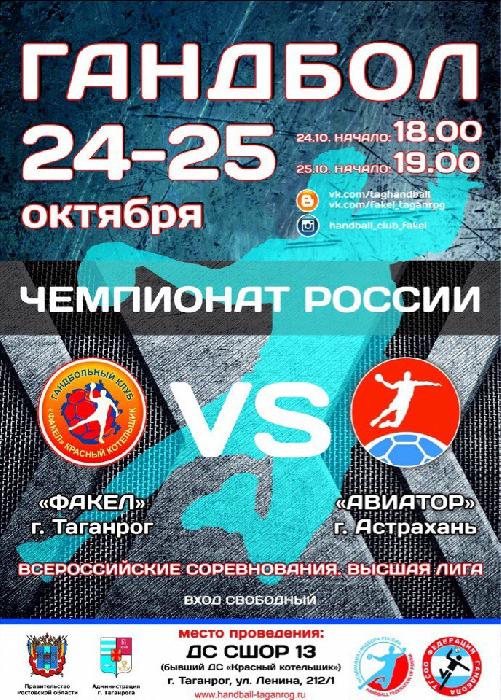 ГАНДБОЛ
24-25
октября
24.10. НАЧАЛО: 18.00
25.10. НАЧАЛО: 19.00
vk.com/taghandball
vk.com/fakel_taganrog
handball_club_fakel
ЧЕМПИОНАТ РОССИИ
ГАНДБОЛЬНЫЙ КЛУБ
«ФАКЕЛ» КРАСНЫЙ КОТЕЛЬЩИК
VS
«ФАКЕЛ»
г. Таганрог
«АВИАТОР»
г. Астрахань
ВСЕРОССИЙСКИЕ СОРЕВНОВАНИЯ. ВЫСШАЯ ЛИГА
ВХОД СВОБОДНЫЙ
место проведения:
ДС СШОР 13
(бывший ДС «Красный котельщик»)
г. Таганрог, ул. Ленина, 212/1
www.handball-taganrog.ru
Правительство
Ростовской области
Администрация
г. Таганрога